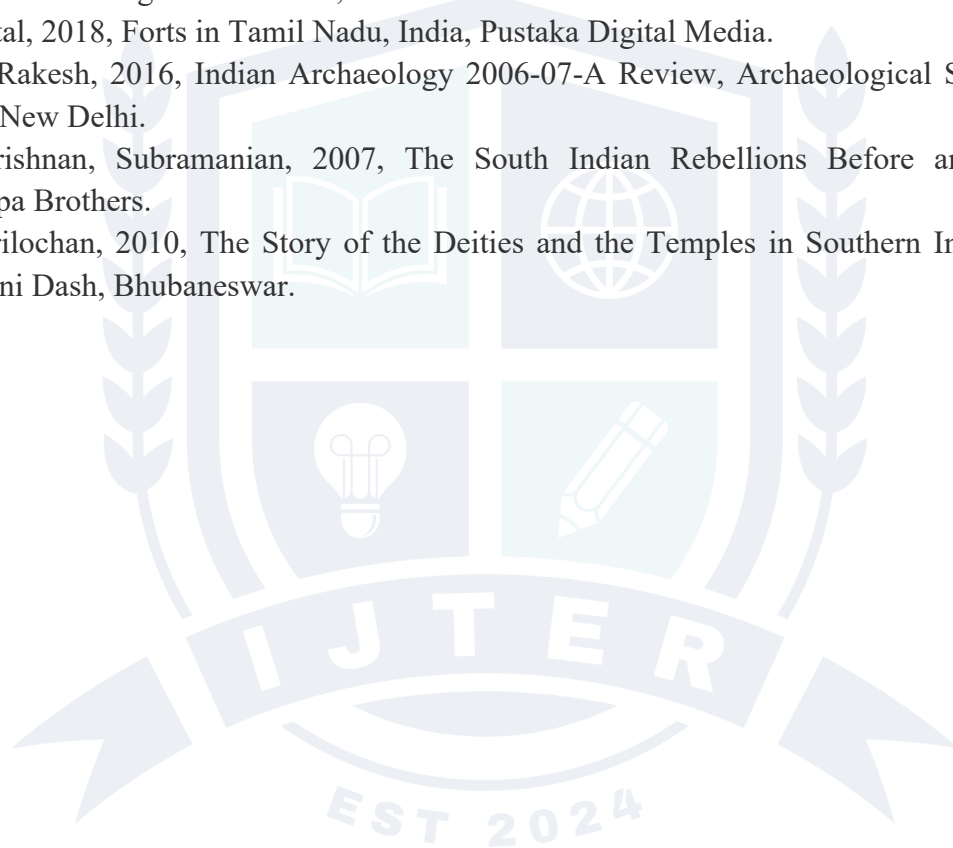 tal, 2018, Forts in Tamil Nadu, India, Pustaka Digital Media.
Rakesh, 2016, Indian Archaeology 2006-07-A Review, Archaeological S
New Delhi.
rishnan, Subramanian, 2007, The South Indian Rebellions Before an
pa Brothers.
rilochan, 2010, The Story of the Deities and the Temples in Southern In
ni Dash, Bhubaneswar.
IJTER
EST 2024